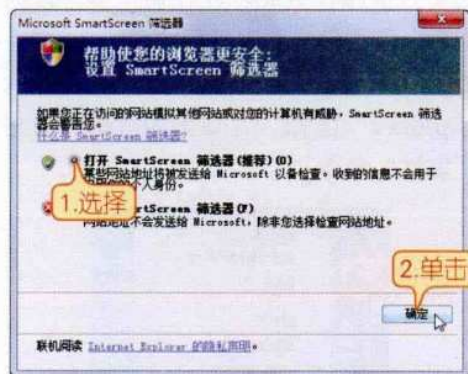 Microsoft SmartScreen 筛选器
帮助使您的浏览器更安全:
设置 SmartScreen 筛选器
如果您正在访问的网站模拟其他网站或对您的计算机有威胁，SmartScreen 筛选
器会警告您。
什么是 SmartScreen 筛选器?
打开 SmartScreen 筛选器(推荐)(O)
某些网站地址将被发送给 Microsoft 以备检查。收到的信息不会用于
个人身份。
1.选择
SmartScreen 筛选器(F)
网站地址不会发送给 Microsoft，除非您选择检查网站地址。
2.单击
确定
联机阅读 Internet Explorer 的隐私声明。